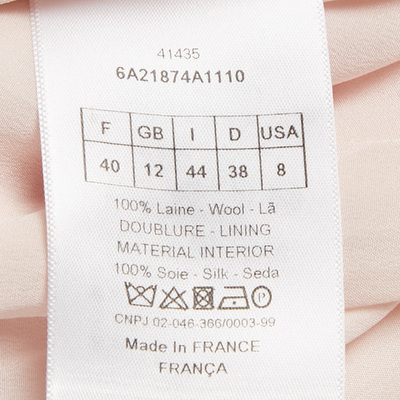 41435
6A21874A1110
F GB I D USA
40 12 44 38 8
100% Laine - Wool - Lã
DOUBLURE - LINING
MATERIAL INTERIOR
100% Soie - Silk - Seda
CNPJ 02-046-366/0003-99
Made In FRANCE
FRANÇA